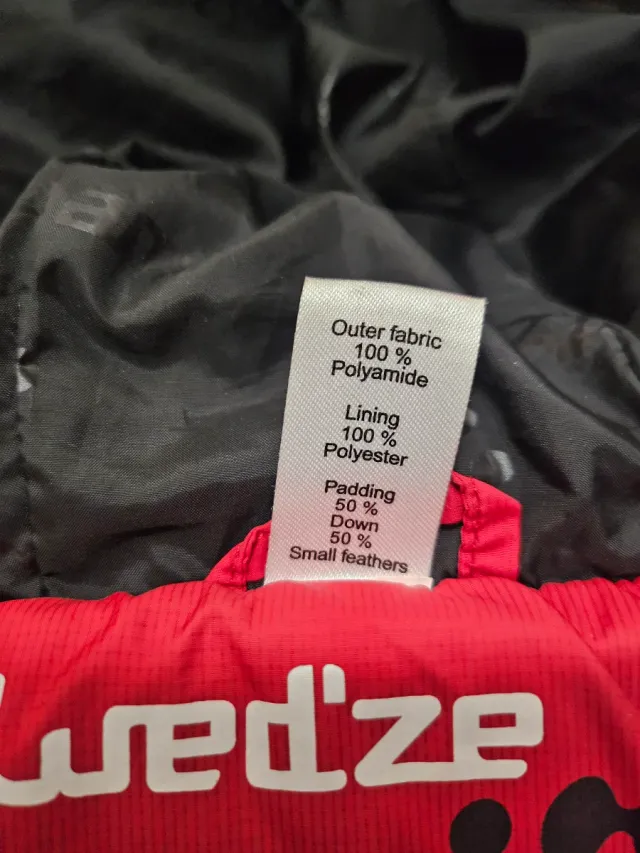 Outer fabric
100 %
Polyamide
Lining
100 %
Polyester
Padding
50 %
Down
50 %
Small feathers
wed'ze